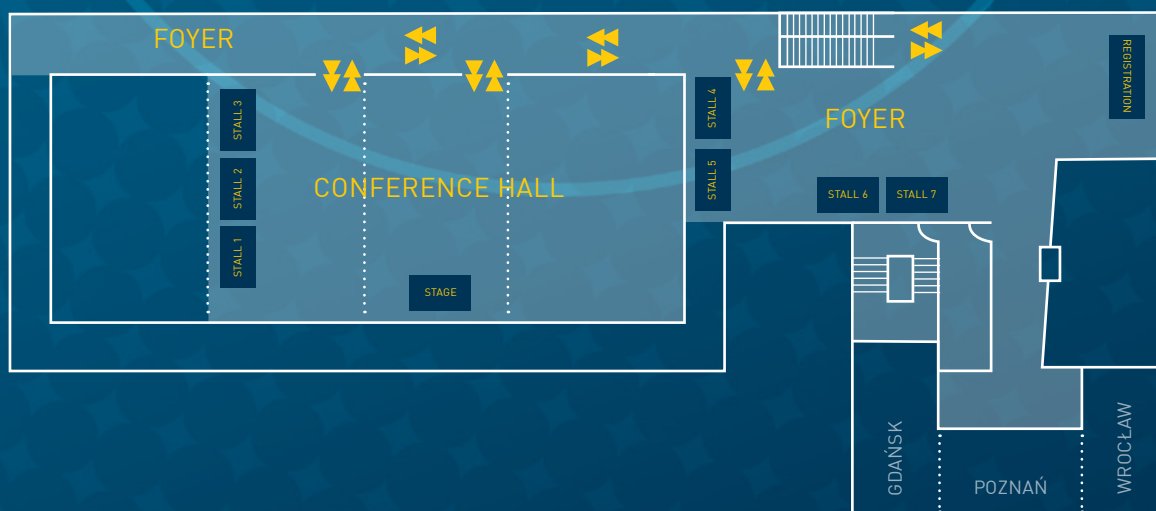 FOYER
REGISTRATION
STALL 3
STALL 4
FOYER
STALL 2
CONFERENCE HALL
STALL 5
STALL 6
STALL 7
STALL 1
STAGE
GDAŃSK
POZNAŃ
WROCŁAW